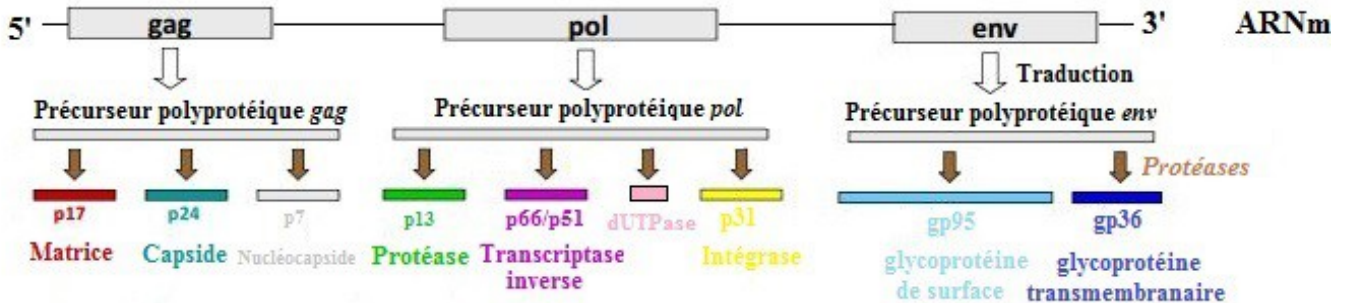 5' gag pol env 3' ARNm
Traduction
Précurseur polyprotéique gag
Précurseur polyprotéique pol
Précurseur polyprotéique env
Protéases
p17 p24 p7 p13 p66/p51 dUTPase p31 gp95 gp36
Matrice Capside Nucléocapside Protéase Transcriptase Intégrase glycoprotéine glycoprotéine
inverse de surface transmembranaire